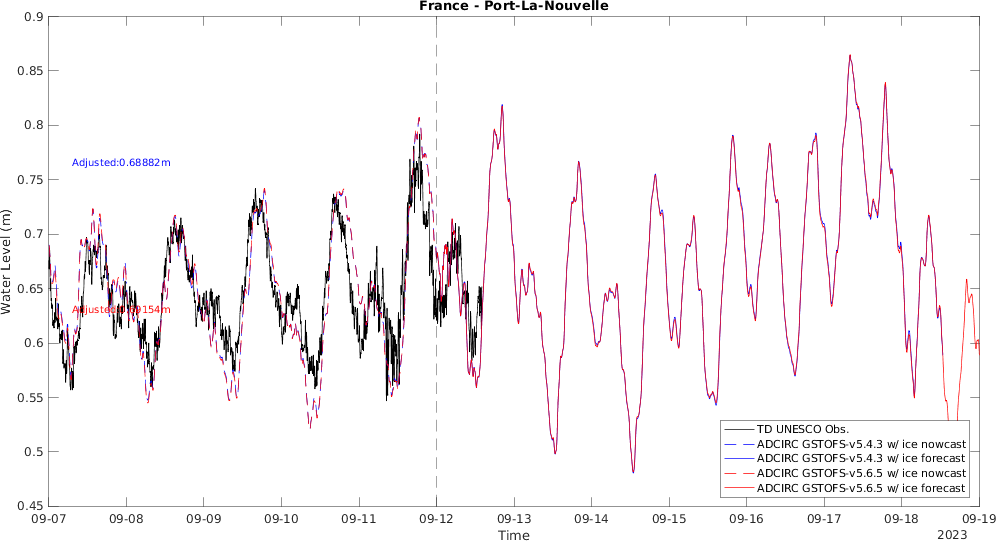 France - Port-La-Nouvelle
0.9
0.85
0.8
0.75
0.7
0.65
0.6
0.55
0.5
0.45
Water Level (m)
Adjusted:0.68882m
Adjusted:0.69154m
TD UNESCO Obs.
ADCIRC GSTOFS-v5.4.3 w/ ice nowcast
ADCIRC GSTOFS-v5.4.3 w/ ice forecast
ADCIRC GSTOFS-v5.6.5 w/ ice nowcast
ADCIRC GSTOFS-v5.6.5 w/ ice forecast
09-07 09-08 09-09 09-10 09-11 09-12 09-13 09-14 09-15 09-16 09-17 09-18 09-19
Time
2023